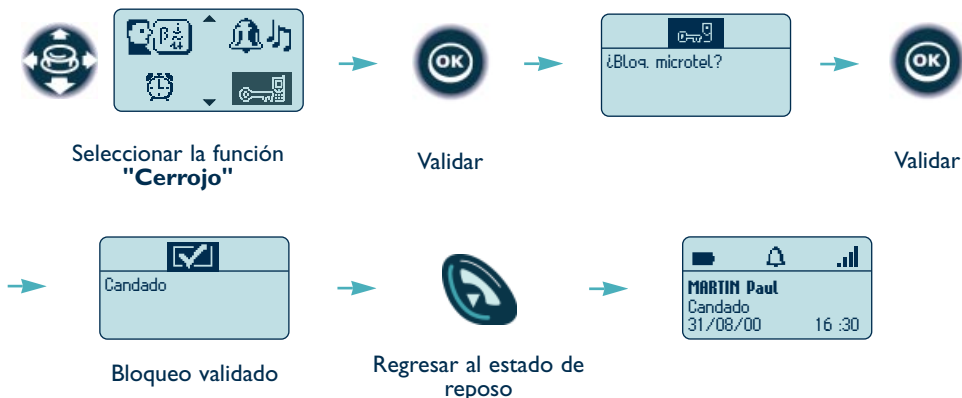 OK
¿Bloq. microtel?
OK
Seleccionar la función
"Cerrojo"
Validar
Validar
Candado
MARTIN Paul
Candado
31/08/00 16 :30
Bloqueo validado
Regresar al estado de
reposo